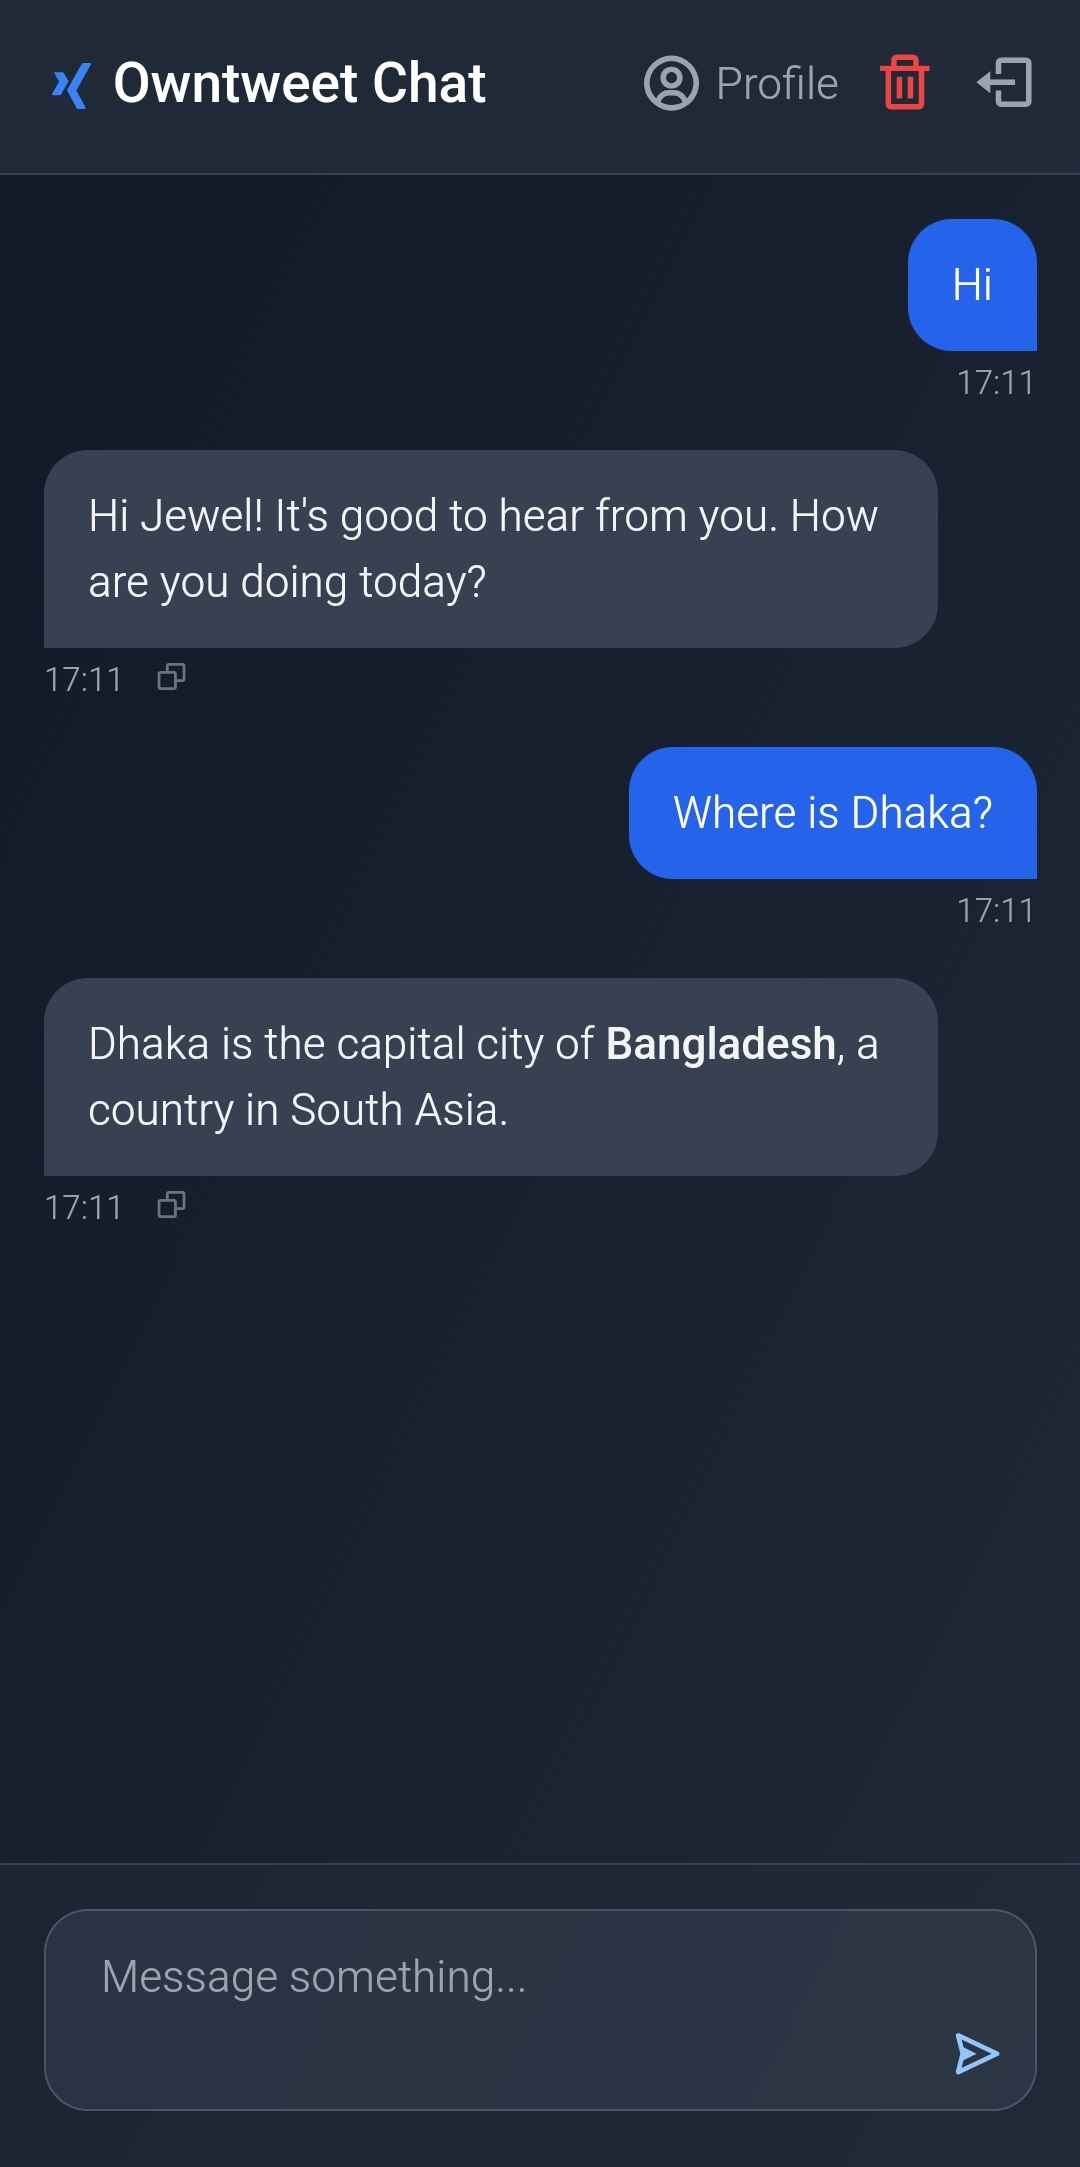 Owntweet Chat
Profile
Hi
17:11
Hi Jewel! It's good to hear from you. How
are you doing today?
17:11
Where is Dhaka?
17:11
Dhaka is the capital city of Bangladesh, a
country in South Asia.
17:11
Message something...